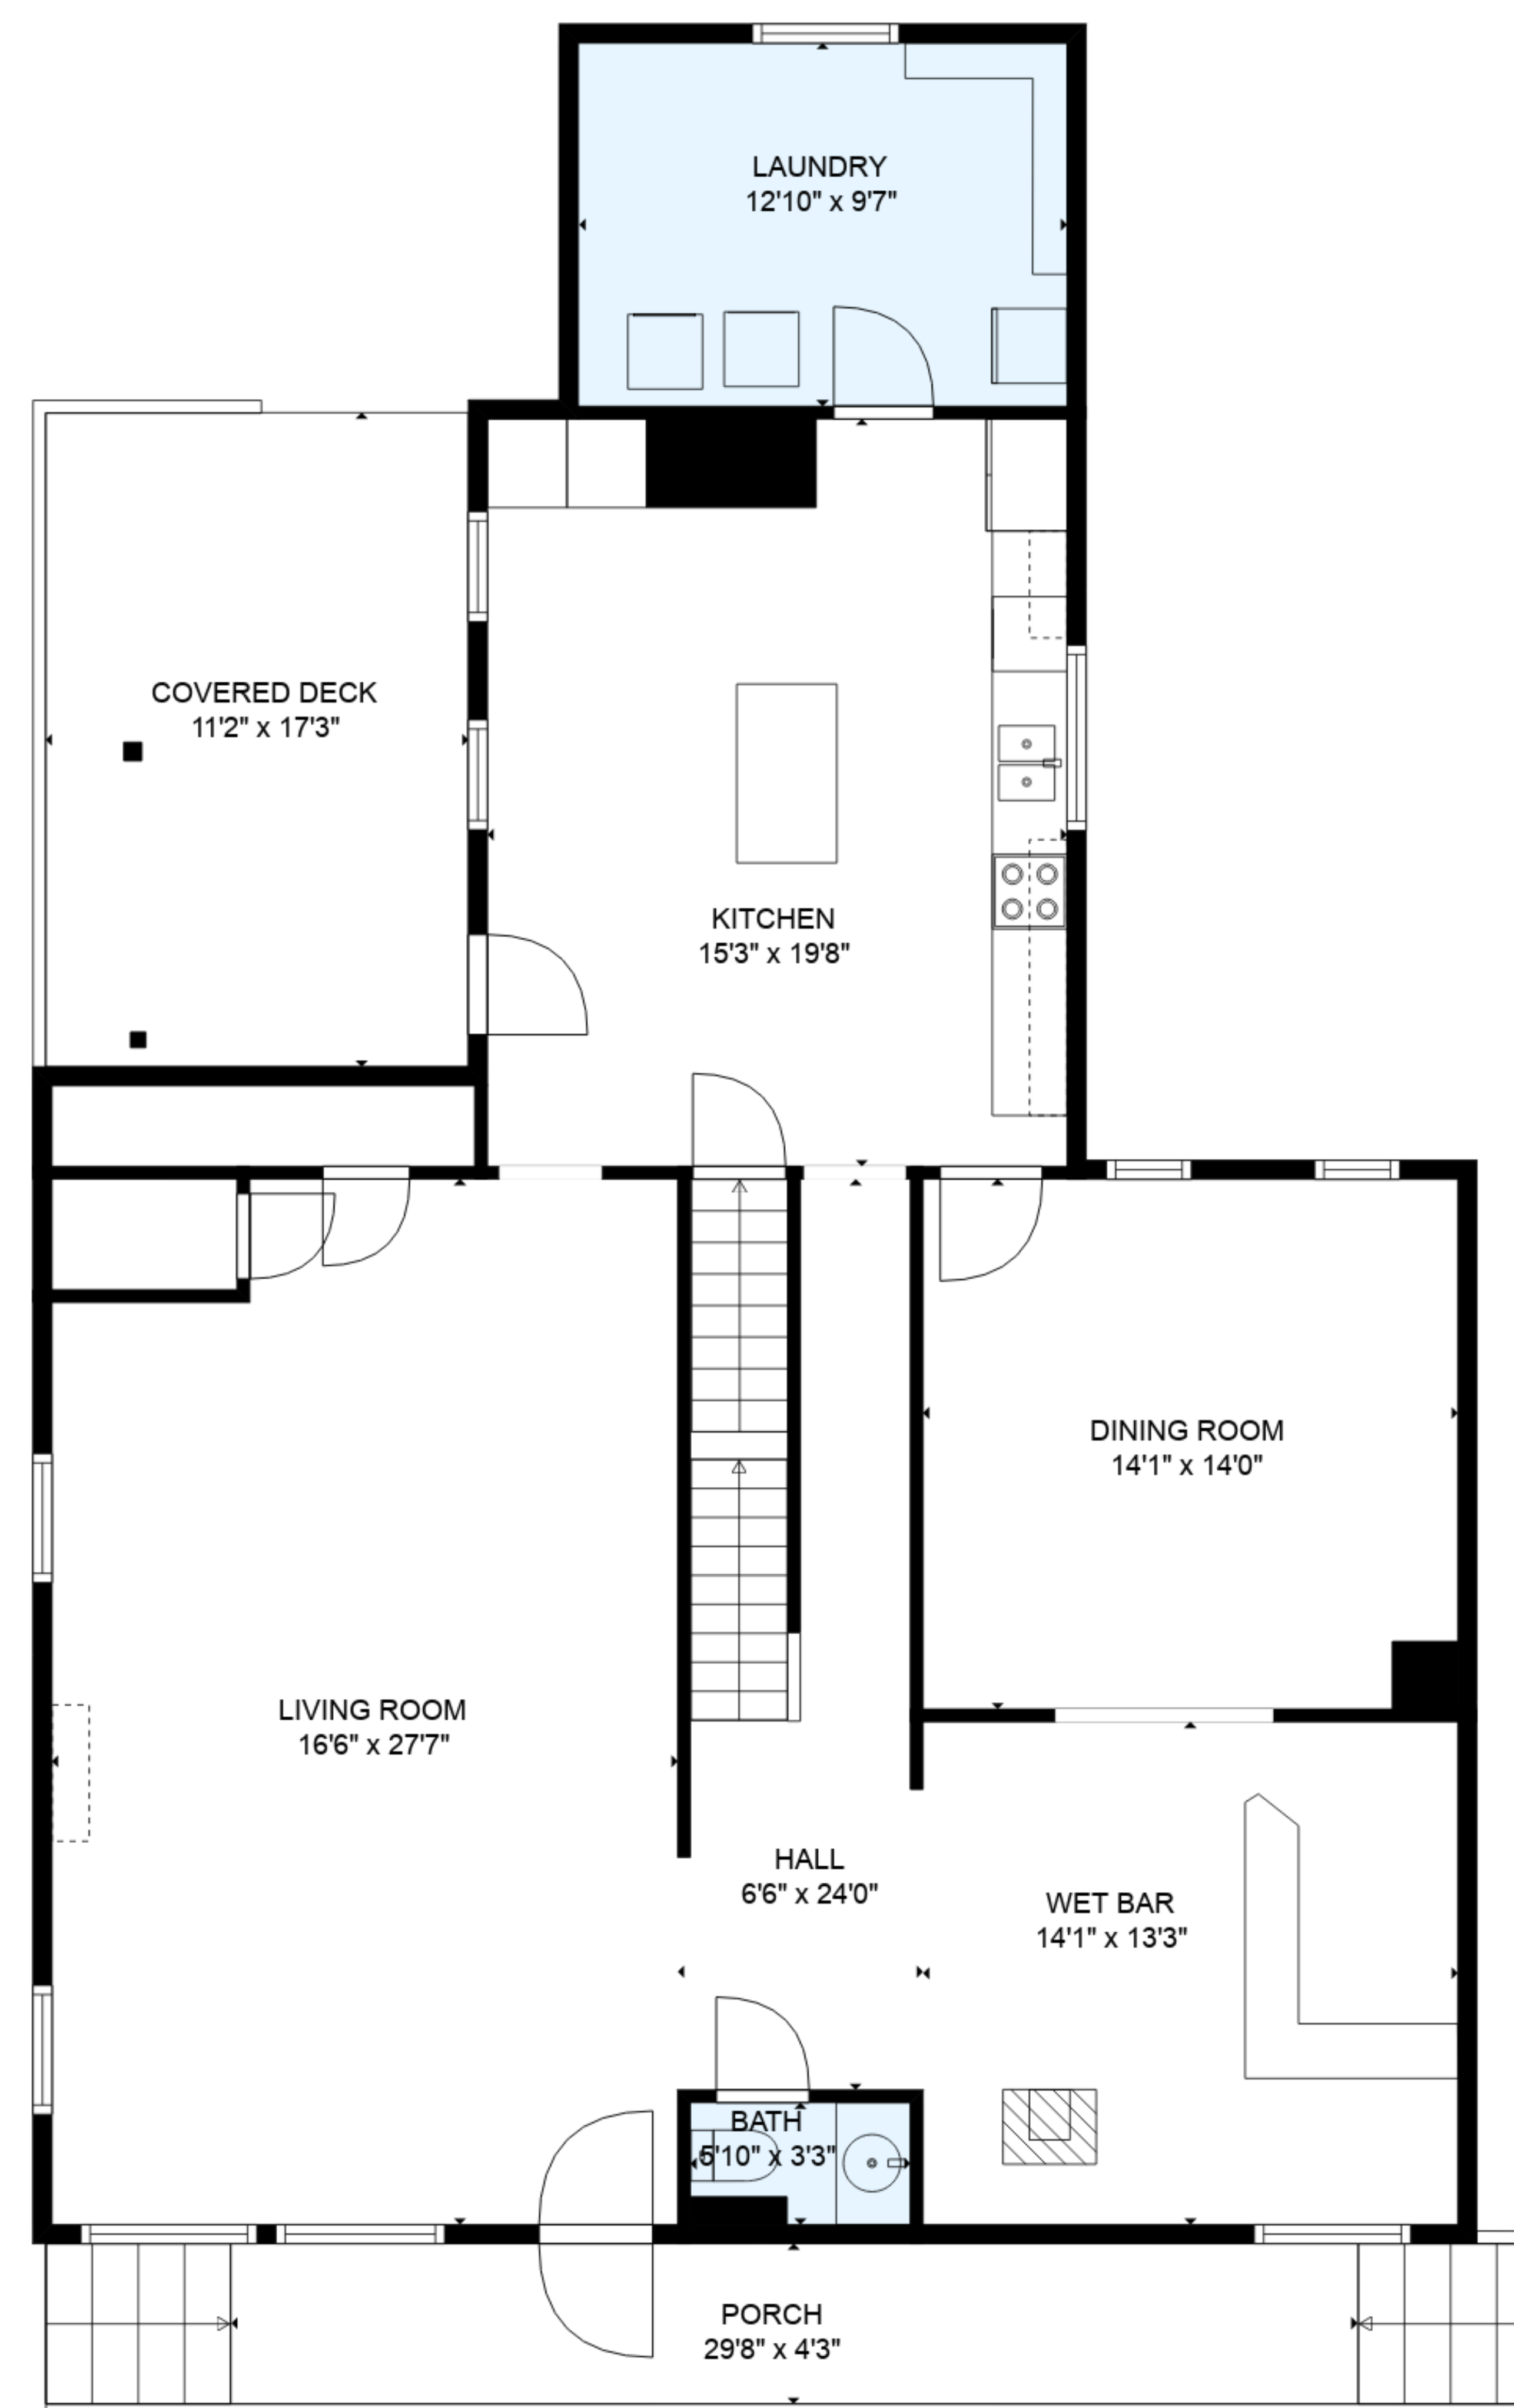 LAUNDRY
12'10" x 9'7"
COVERED DECK
11'2" x 17'3"
KITCHEN
15'3" x 19'8"
DINING ROOM
14'1" x 14'0"
LIVING ROOM
16'6" x 27'7"
HALL
6'6" x 24'0"
WET BAR
14'1" x 13'3"
BATH
5'10" x 3'3"
PORCH
29'8" x 4'3"